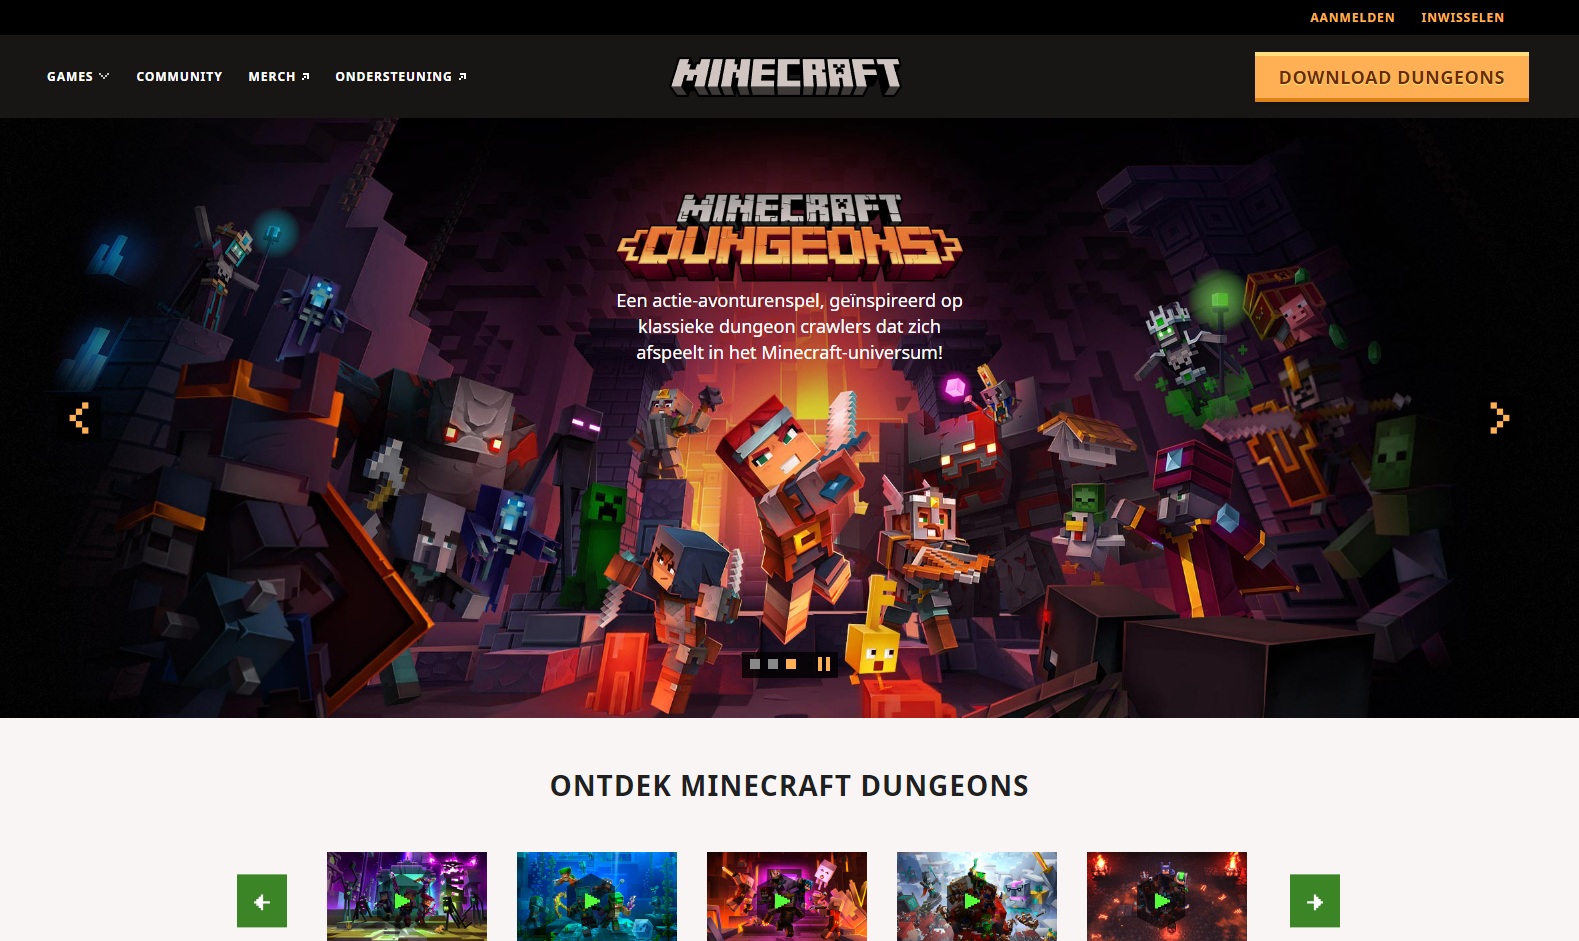 AANMELDEN INWISSELEN
GAMES COMMUNITY MERCH ONDERSTEUNING MINECRAFT DOWNLOAD DUNGEONS
MINECRAFT
DUNGEONS
Een actie-avonturenspel, geïnspireerd op
klassieke dungeon crawlers dat zich
afspeelt in het Minecraft-universum!
ONTDEK MINECRAFT DUNGEONS